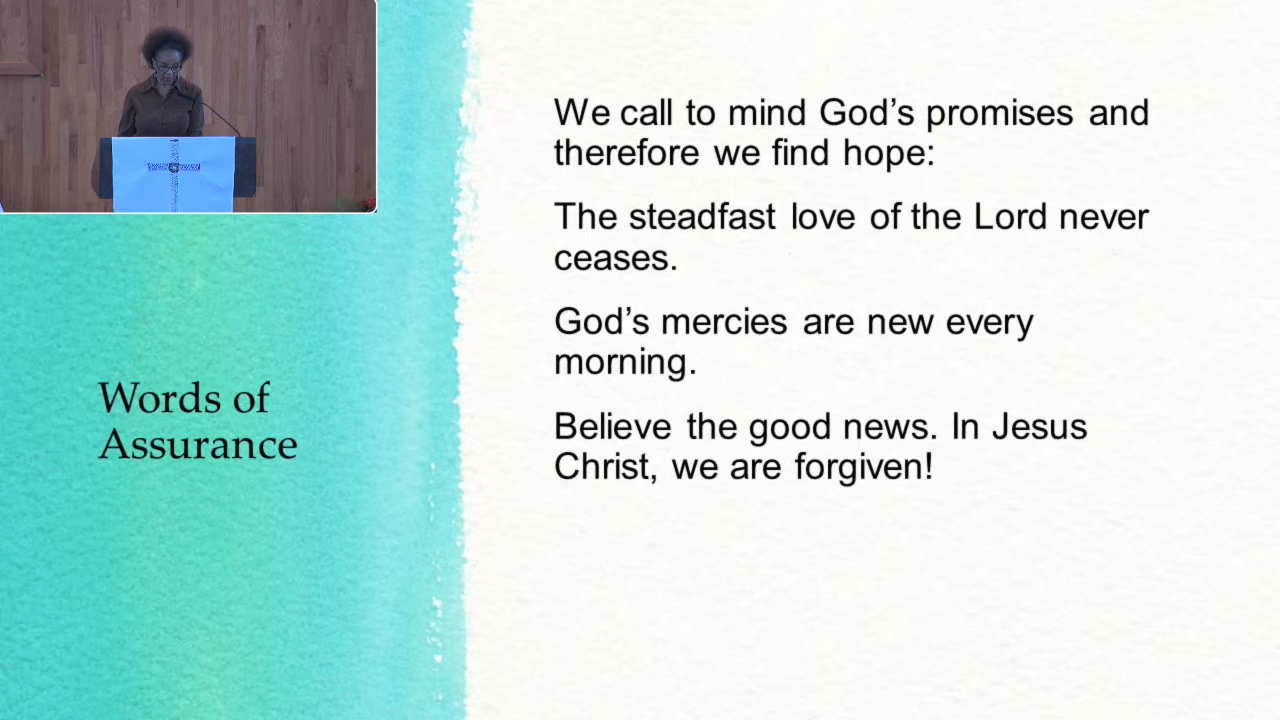 Words of
Assurance
We call to mind God’s promises and
therefore we find hope:
The steadfast love of the Lord never
ceases.
God’s mercies are new every
morning.
Believe the good news. In Jesus
Christ, we are forgiven!